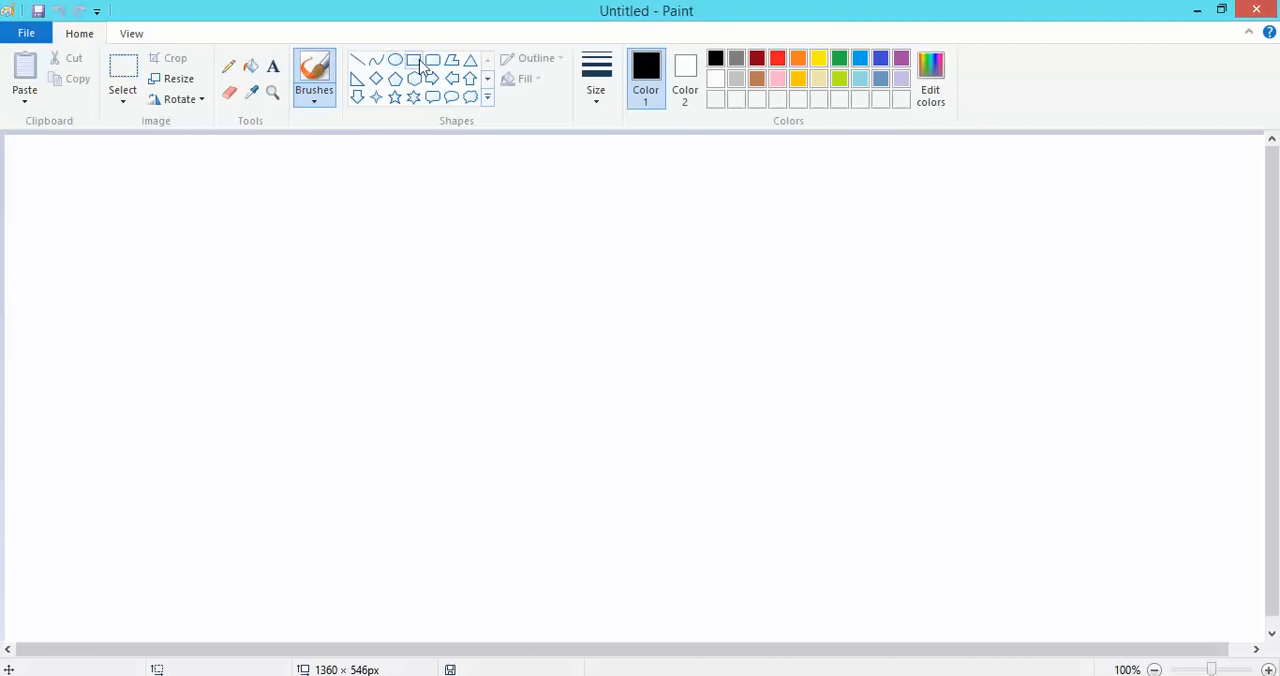 Untitled - Paint
File Home View
Paste
Cut
Copy
Clipboard
Select
Crop
Resize
Rotate
Image
A
Tools
Brushes
Shapes
Outline
Fill
Size
Color 1
Color 2
Edit colors
Colors
1360 × 546px
100%